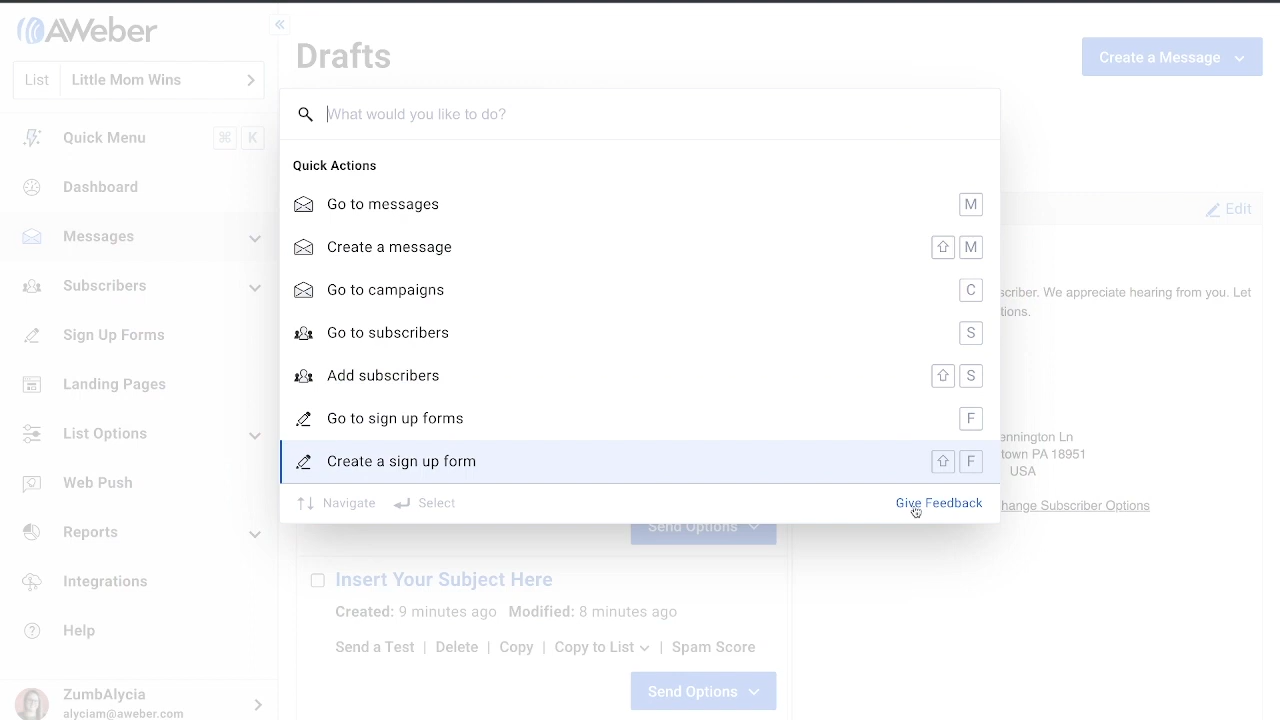 AWeber
List Little Mom Wins
Quick Menu ⌘ K
Dashboard
Messages
Subscribers
Sign Up Forms
Landing Pages
List Options
Web Push
Reports
Integrations
Help
ZumbAlycia
alyciam@aweber.com
Drafts
Create a Message
What would you like to do?
Quick Actions
Go to messages M
Create a message ⇧ M
Go to campaigns C
Go to subscribers S
Add subscribers ⇧ S
Go to sign up forms F
Create a sign up form ⇧ F
Navigate Select Give Feedback
Edit
scriber. We appreciate hearing from you. Let
tions.
ennington Ln
town PA 18951
USA
hange Subscriber Options
Send Options
Insert Your Subject Here
Created: 9 minutes ago Modified: 8 minutes ago
Send a Test | Delete | Copy | Copy to List | Spam Score
Send Options